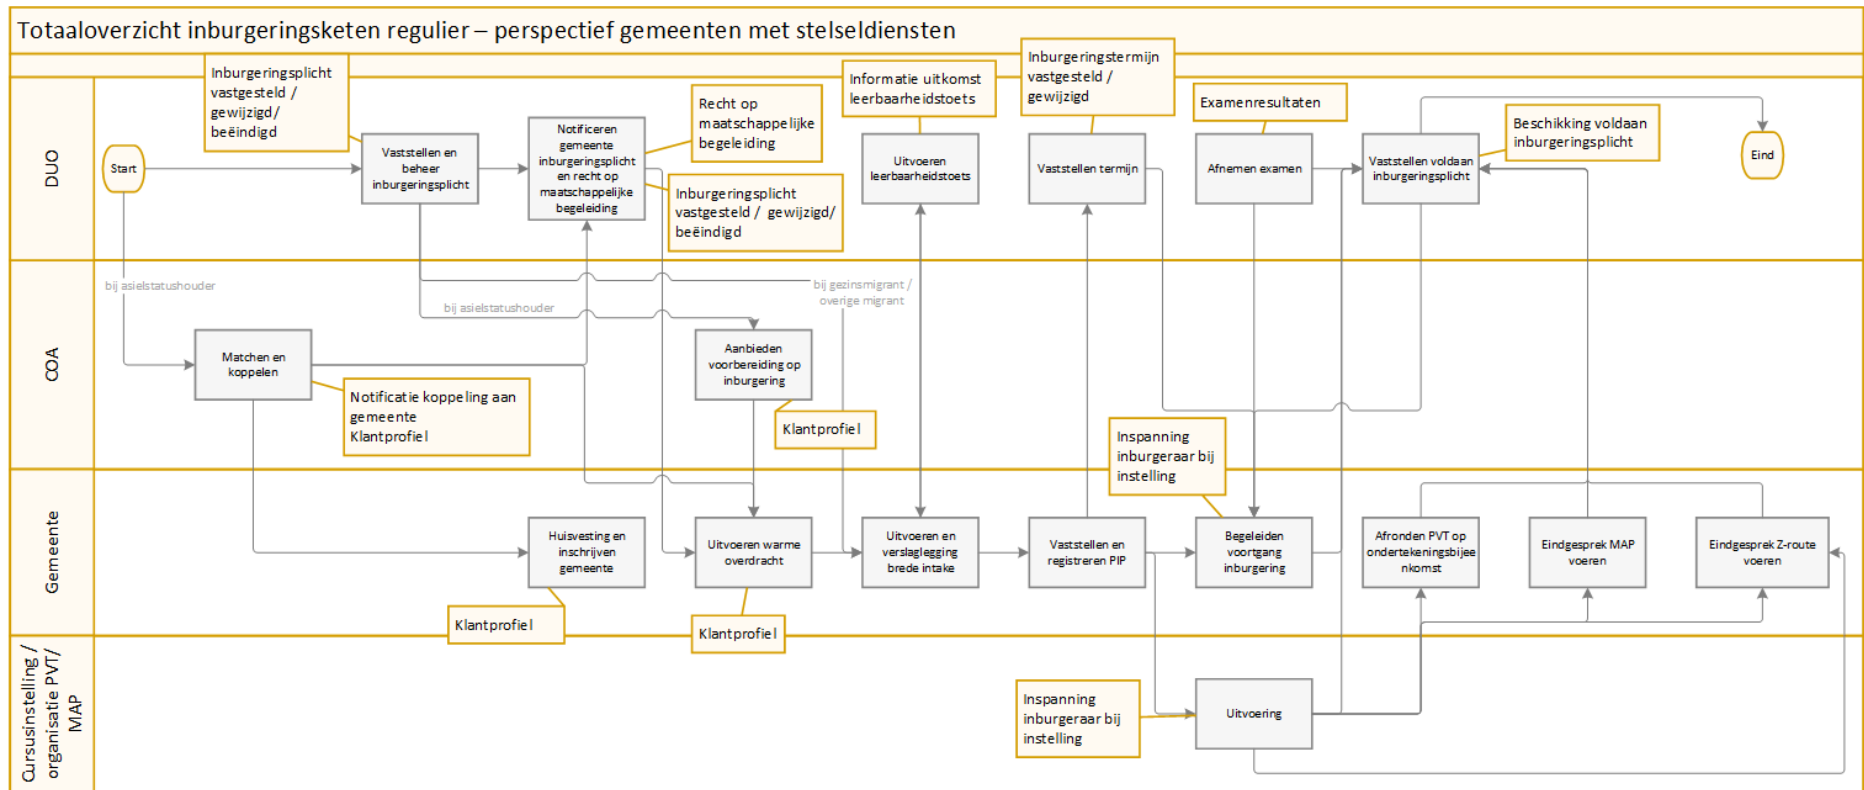 Totaaloverzicht inburgeringsketen regulier – perspectief gemeenten met stelseldiensten
DUO
Start
Inburgeringsplicht
vastgesteld /
gewijzigd/
beëindigd
Vaststellen en
beheer
inburgeringsplicht
Notificeren
gemeente
inburgeringsplicht
en recht op
maatschappelijke
begeleiding
Recht op
maatschappelijke
begeleiding
Inburgeringsplicht
vastgesteld / gewijzigd/
beëindigd
Informatie uitkomst
leerbaarheidstoets
Uitvoeren
leerbaarheidstoets
Inburgeringstermijn
vastgesteld /
gewijzigd
Vaststellen termijn
Examenresultaten
Afnemen examen
Vaststellen voldaan
inburgeringsplicht
Beschikking voldaan
inburgeringsplicht
Eind
COA
bij asielstatushouder
Matchen en
koppelen
Notificatie koppeling aan
gemeente
Klantprofiel
bij asielstatushouder
Aanbieden
voorbereiding op
inburgering
Klantprofiel
bij gezinsmigrant /
overige migrant
Gemeente
Huisvesting en
inschrijven
gemeente
Klantprofiel
Uitvoeren warme
overdracht
Klantprofiel
Uitvoeren en
verslaglegging
brede intake
Vaststellen en
registreren PIP
Inspanning
inburgeraar bij
instelling
Begeleiden
voortgang
inburgering
Afronden PVT op
ondertekeningsbijee
nkomst
Eindgesprek MAP
voeren
Eindgesprek Z-route
voeren
Cursusinstelling /
organisatie PVT/
MAP
Inspanning
inburgeraar bij
instelling
Uitvoering